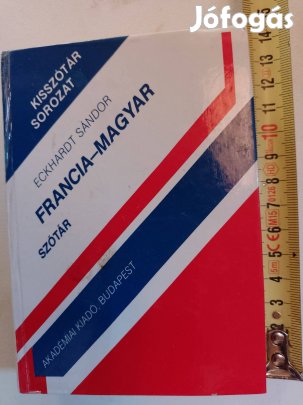 Jófogás
KISSZÓTÁR
SOROZAT
ECKHARDT SÁNDOR
FRANCIA–MAGYAR
SZÓTÁR
AKADÉMIAI KIADÓ, BUDAPEST